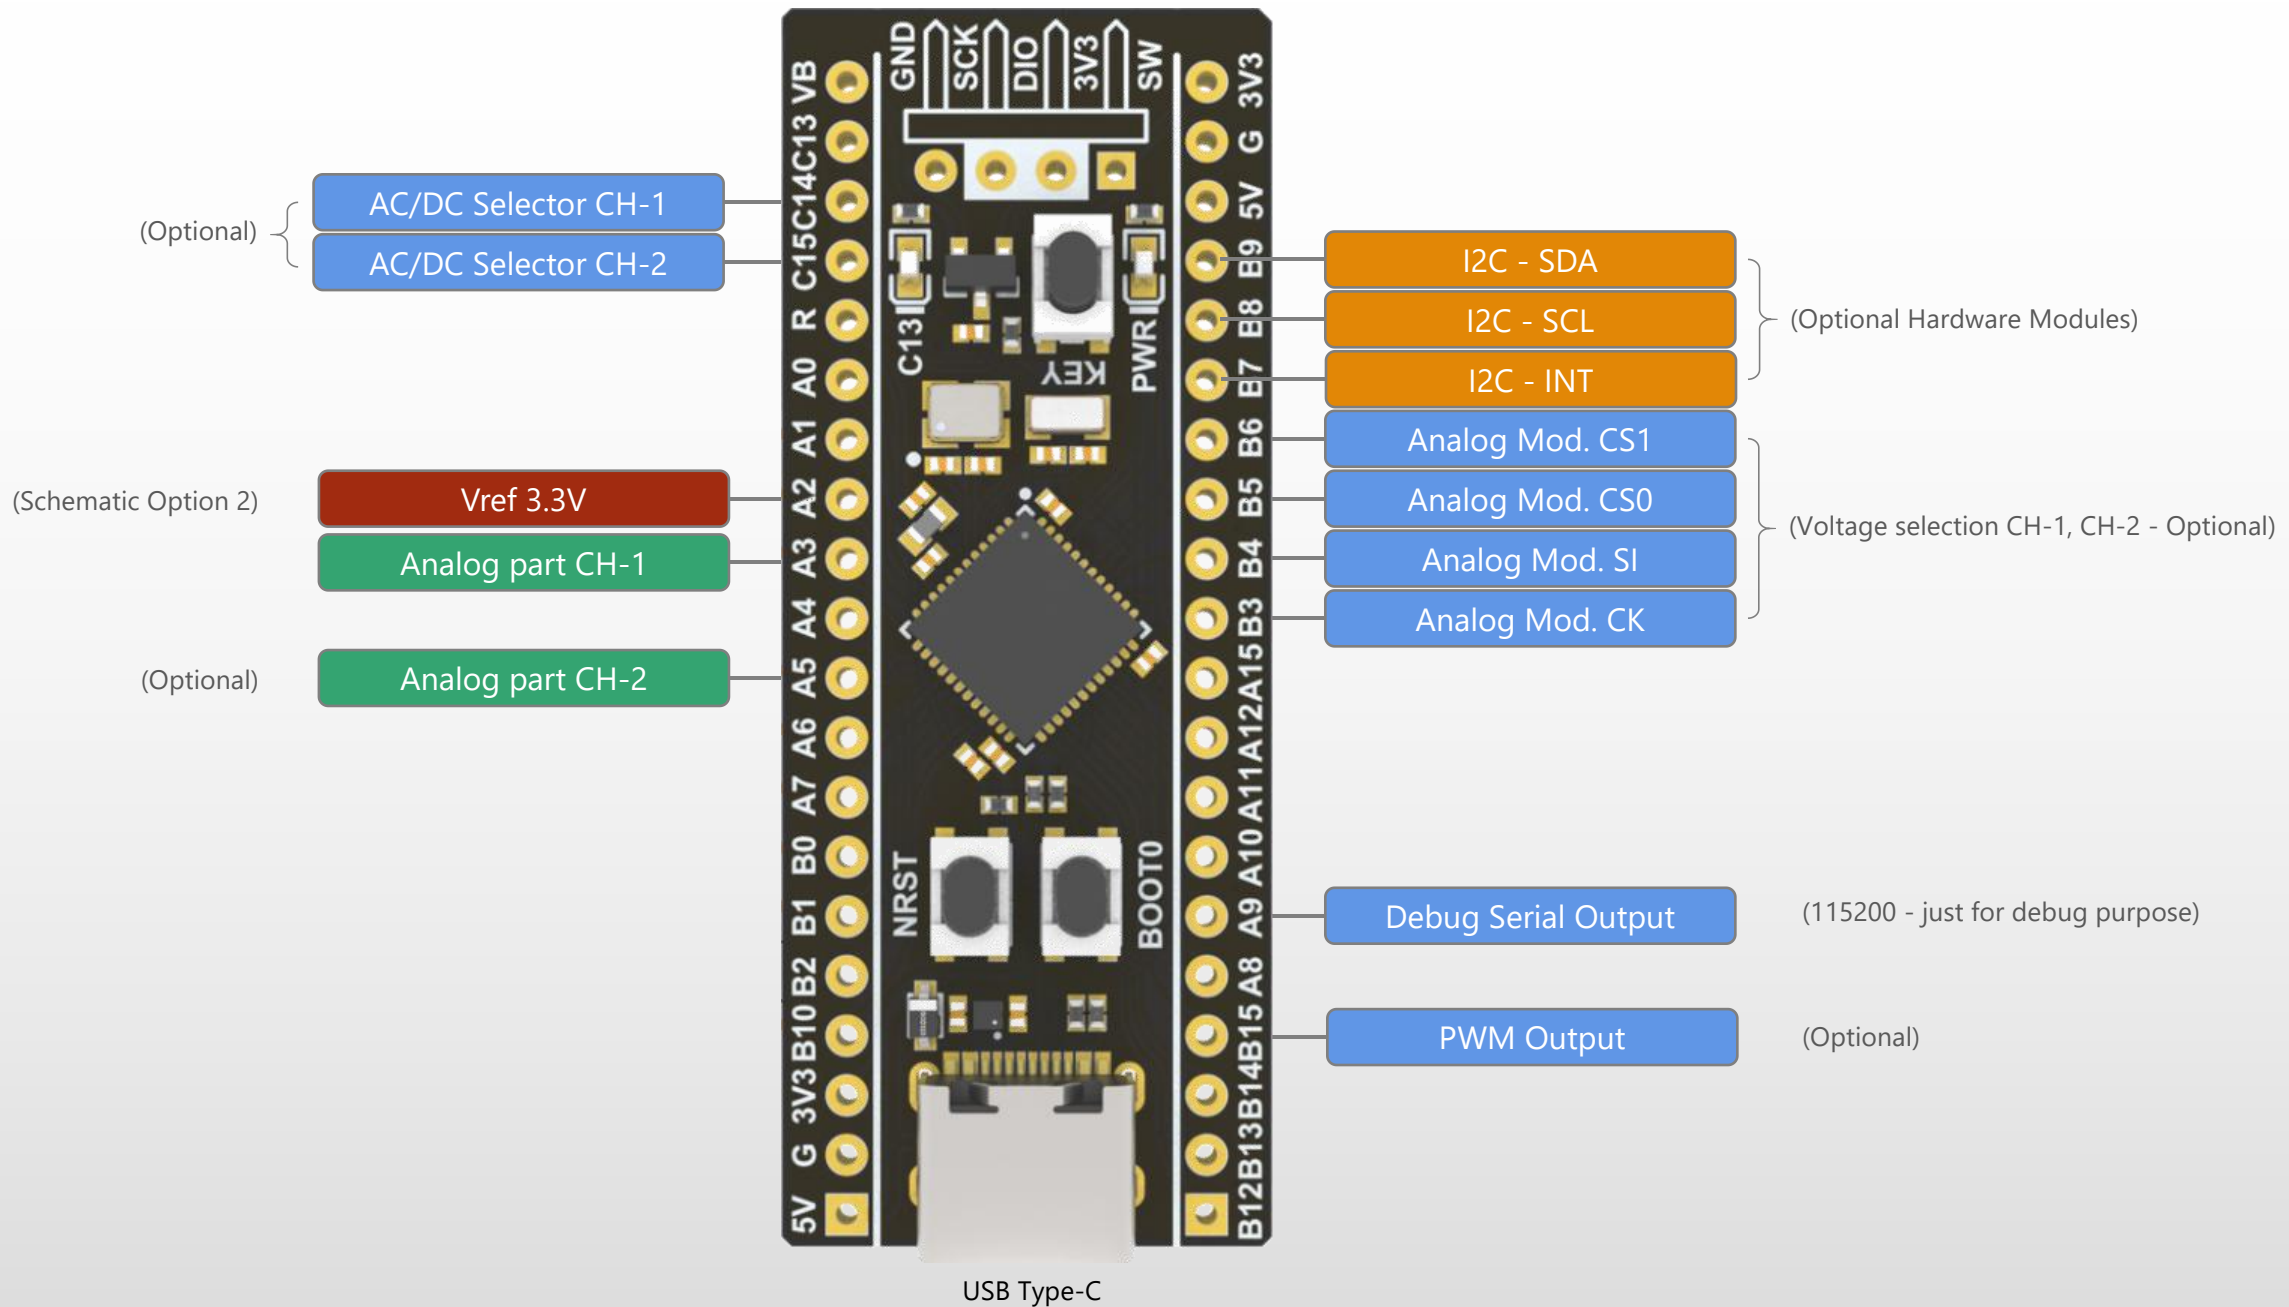 GND
SCK
DIO
3V3
SW
VB
C13
C14
C15
R
A0
A1
A2
A3
A4
A5
A6
A7
B0
B1
B2
B10
3V3
G
5V
3V3
G
5V
B9
B8
B7
B6
B5
B4
B3
A15
A12
A11
A10
A9
A8
B15
B14
B13
B12
C13
KEY
PWR
NRST
BOOT0
(Optional)
AC/DC Selector CH-1
AC/DC Selector CH-2
(Schematic Option 2)
Vref 3.3V
Analog part CH-1
(Optional)
Analog part CH-2
I2C - SDA
I2C - SCL
I2C - INT
(Optional Hardware Modules)
Analog Mod. CS1
Analog Mod. CS0
Analog Mod. SI
Analog Mod. CK
(Voltage selection CH-1, CH-2 - Optional)
Debug Serial Output
(115200 - just for debug purpose)
PWM Output
(Optional)
USB Type-C